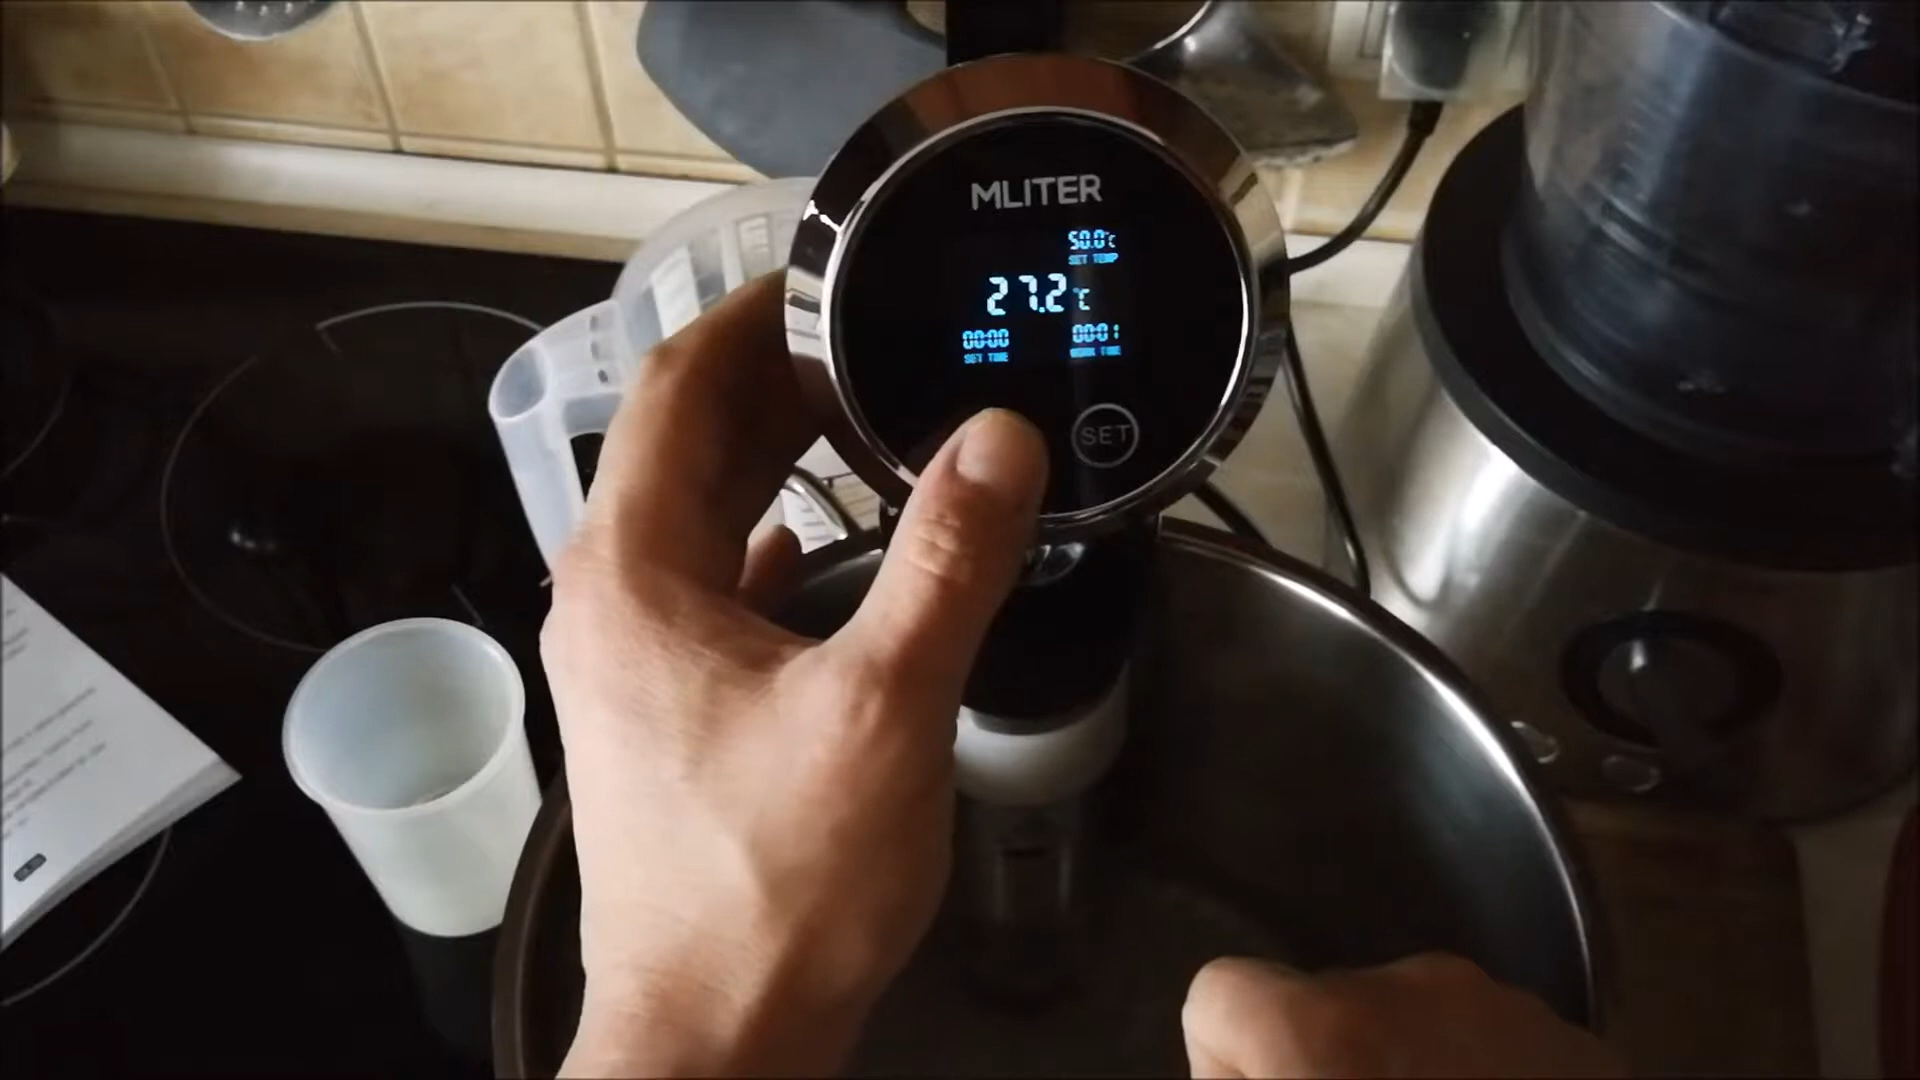 MLITER
50.0℃
SET TEMP
27.2℃
00:00 00:01
SET TIME WORK TIME
SET